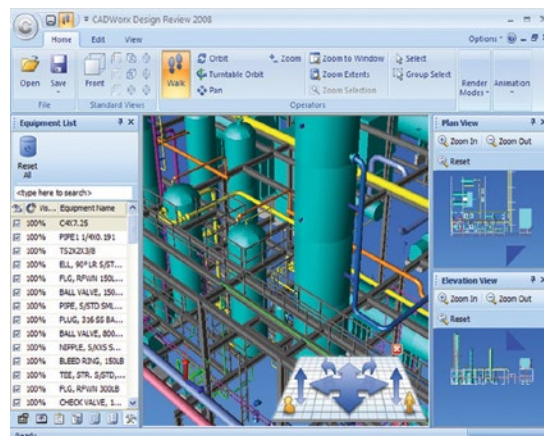 CADWorx Design Review 2008
Home Edit View Options
Open Save Front Walk Orbit Turntable Orbit Pan Zoom Zoom to Window Zoom Extents Zoom Selection Select Group Select Render Modes Animation
File Standard Views Operators
Equipment List
Reset All
<type here to search>
Vis... Equipment Name
100% C4X7.25
100% PIPE1 1/4X0.191
100% TS2X2X3/8
100% ELL, 90° LR S/ST...
100% FLG, RFWN 150L...
100% BALL VALVE, 150...
100% PIPE, S/STD SML...
100% PLUG, 316 SS BA...
100% BALL VALVE, 800...
100% NIPPLE, S/XXS S...
100% BLEED RING, 150LB
100% TEE, STR. S/STD,...
100% FLG, RFWN 300LB
100% CHECK VALVE, 1...
Ready
Plan View
Zoom In Zoom Out
Reset
Elevation View
Zoom In Zoom Out
Reset